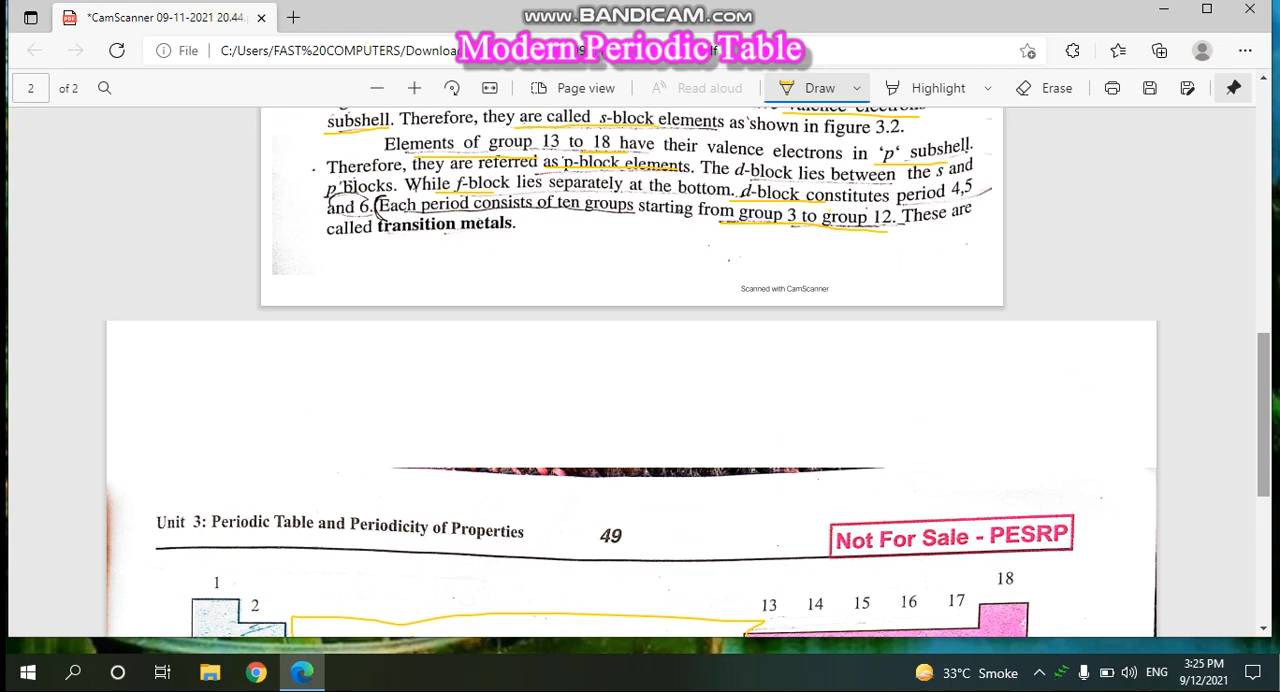 *CamScanner 09-11-2021 20.44.
www.BANDICAM.com
File C:/Users/FAST%20COMPUTERS/Downloa
Modern Periodic Table
2 of 2 Page view Read aloud Draw Highlight Erase
subshell. Therefore, they are called s-block elements as shown in figure 3.2.
Elements of group 13 to 18 have their valence electrons in 'p' subshell.
Therefore, they are referred as p-block elements. The d-block lies between the s and
p blocks. While f-block lies separately at the bottom. d-block constitutes period 4,5
and 6. Each period consists of ten groups starting from group 3 to group 12. These are
called transition metals.
Scanned with CamScanner
Unit 3: Periodic Table and Periodicity of Properties 49
Not For Sale - PESRP
1
2
13 14 15 16 17
18
33°C Smoke ENG
3:25 PM
9/12/2021